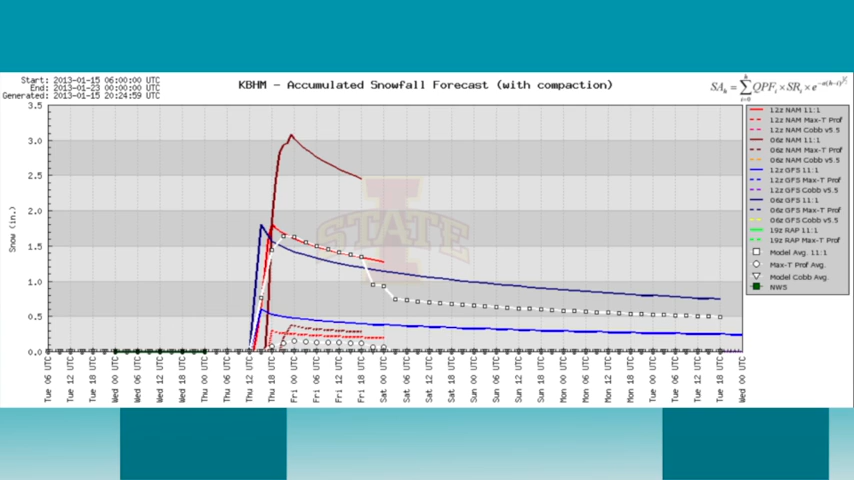 Start: 2013-01-15 06:00:00 UTC
End: 2013-01-23 00:00:00 UTC
Generated: 2013-01-15 20:24:59 UTC
KBHM - Accumulated Snowfall Forecast (with compaction)
3.5
3.0
2.5
2.0
1.5
1.0
0.5
0.0
Snow (in.)
STATE
12z NAM 11:1
12z NAM Max-T Prof
12z NAM Cobb v5.5
06z NAM 11:1
06z NAM Max-T Prof
06z NAM Cobb v5.5
12z GFS 11:1
12z GFS Max-T Prof
12z GFS Cobb v5.5
06z GFS 11:1
06z GFS Max-T Prof
06z GFS Cobb v5.5
19z RAP 11:1
19z RAP Max-T Prof
Model Avg. 11:1
Max-T Prof Avg.
Model Cobb Avg.
NWS
Tue 06 UTC
Tue 12 UTC
Tue 18 UTC
Wed 00 UTC
Wed 06 UTC
Wed 12 UTC
Wed 18 UTC
Thu 00 UTC
Thu 06 UTC
Thu 12 UTC
Thu 18 UTC
Fri 00 UTC
Fri 06 UTC
Fri 12 UTC
Fri 18 UTC
Sat 00 UTC
Sat 06 UTC
Sat 12 UTC
Sat 18 UTC
Sun 00 UTC
Sun 06 UTC
Sun 12 UTC
Sun 18 UTC
Mon 00 UTC
Mon 06 UTC
Mon 12 UTC
Mon 18 UTC
Tue 00 UTC
Tue 06 UTC
Tue 12 UTC
Tue 18 UTC
Wed 00 UTC